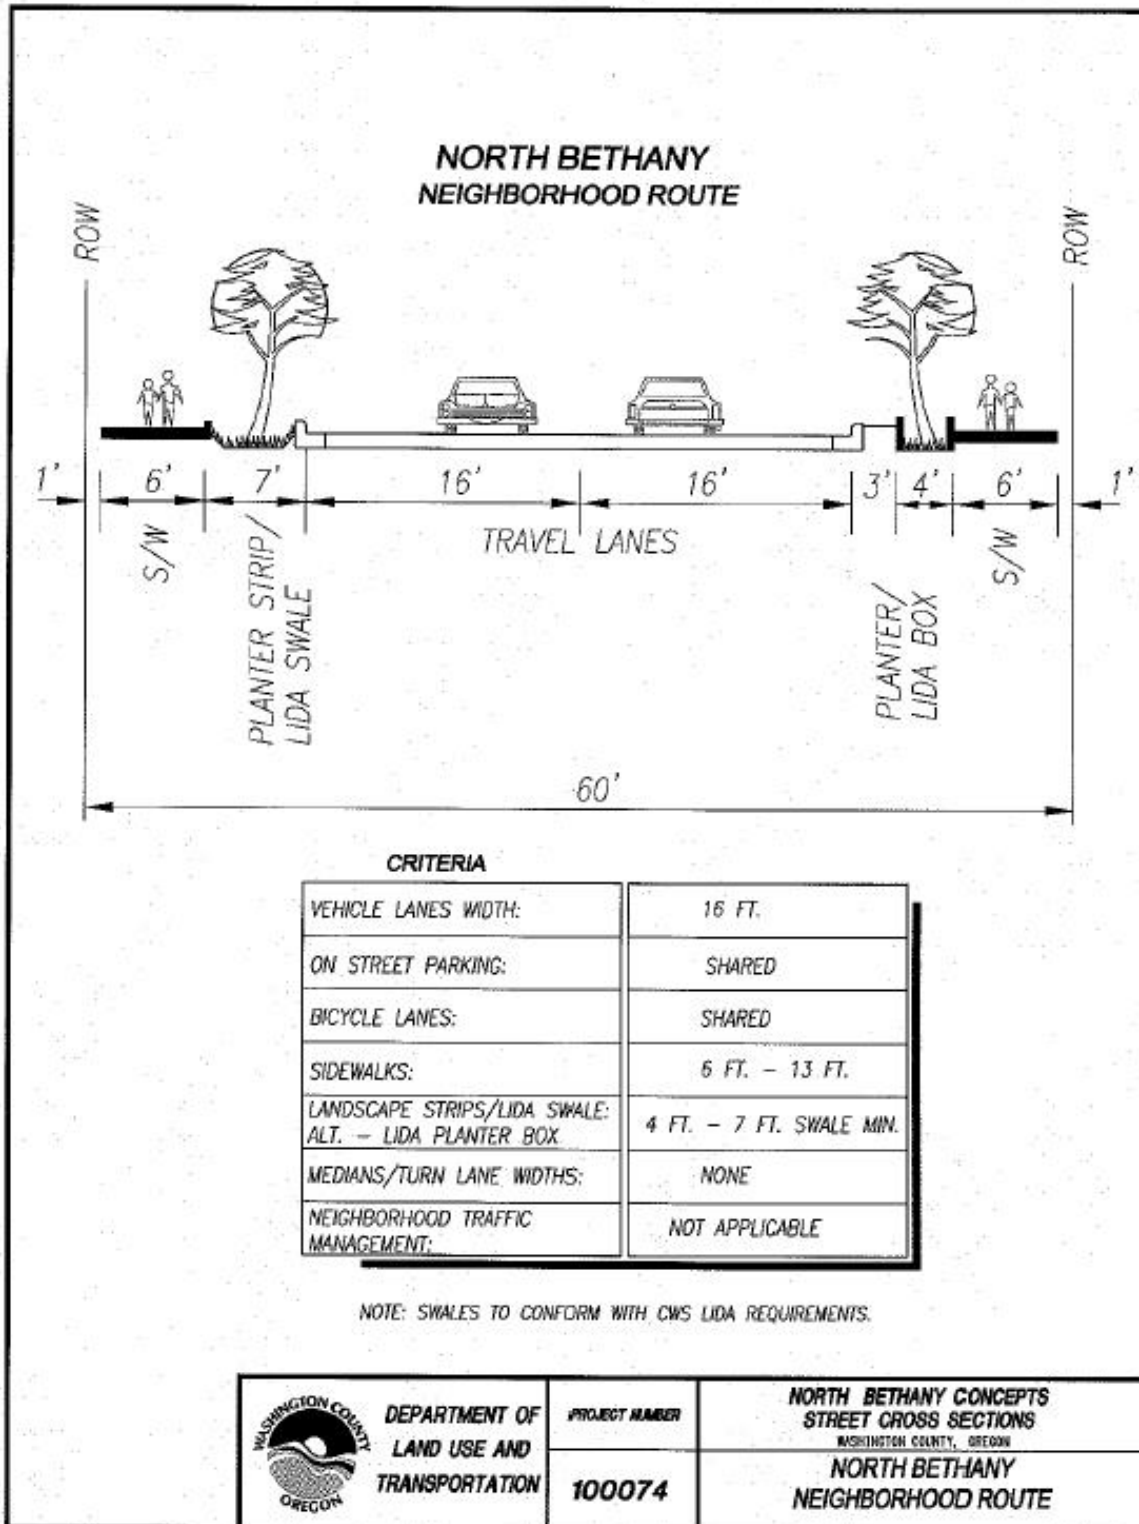 NORTH BETHANY
NEIGHBORHOOD ROUTE
ROW
ROW
1'
6'
7'
16'
16'
3'
4'
6'
1'
S/W
PLANTER STRIP/
LIDA SWALE
TRAVEL LANES
PLANTER/
LIDA BOX
S/W
60'
CRITERIA
VEHICLE LANES WIDTH: 16 FT.
ON STREET PARKING: SHARED
BICYCLE LANES: SHARED
SIDEWALKS: 6 FT. - 13 FT.
LANDSCAPE STRIPS/LIDA SWALE:
ALT. - LIDA PLANTER BOX 4 FT. - 7 FT. SWALE MIN.
MEDIANS/TURN LANE WIDTHS: NONE
NEIGHBORHOOD TRAFFIC
MANAGEMENT: NOT APPLICABLE
NOTE: SWALES TO CONFORM WITH CWS LIDA REQUIREMENTS.
WASHINGTON COUNTY
OREGON
DEPARTMENT OF
LAND USE AND
TRANSPORTATION
PROJECT NUMBER
100074
NORTH BETHANY CONCEPTS
STREET CROSS SECTIONS
WASHINGTON COUNTY, OREGON
NORTH BETHANY
NEIGHBORHOOD ROUTE